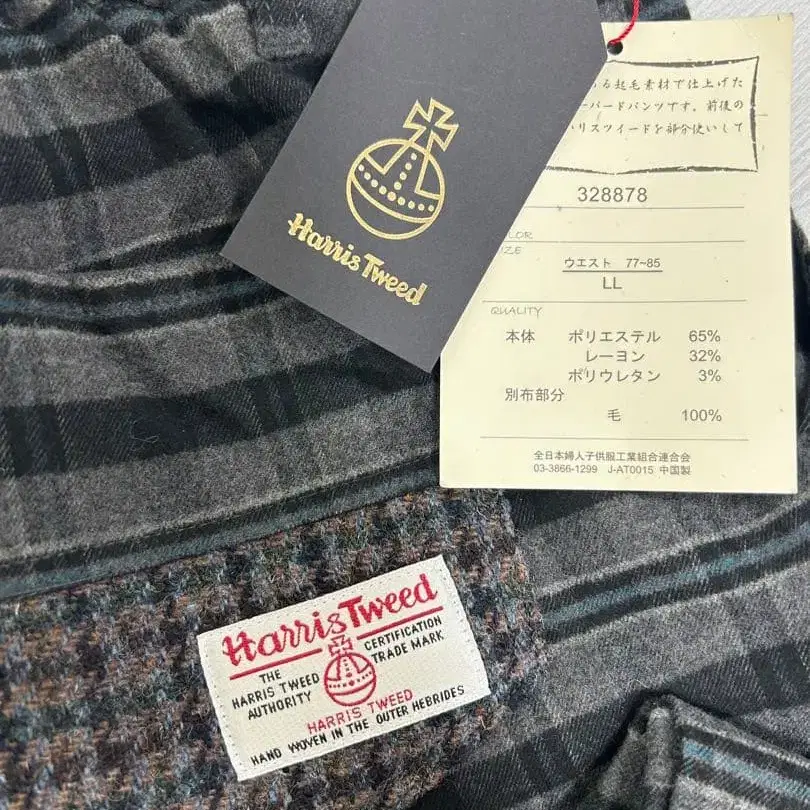 Harris Tweed
る起毛素材で仕上げた
ーパードパンツです。前後の
リスツイードを部分使いして
328878
LOR
ZE
ウエスト 77~85
LL
QUALITY
本体 ポリエステル 65%
レーヨン 32%
ポリウレタン 3%
別布部分
毛 100%
全日本婦人子供服工業組合連合会
03-3866-1299 J-AT0015 中国製
Harris Tweed
THE HARRIS TWEED AUTHORITY
CERTIFICATION TRADE MARK
HARRIS TWEED
HAND WOVEN IN THE OUTER HEBRIDES